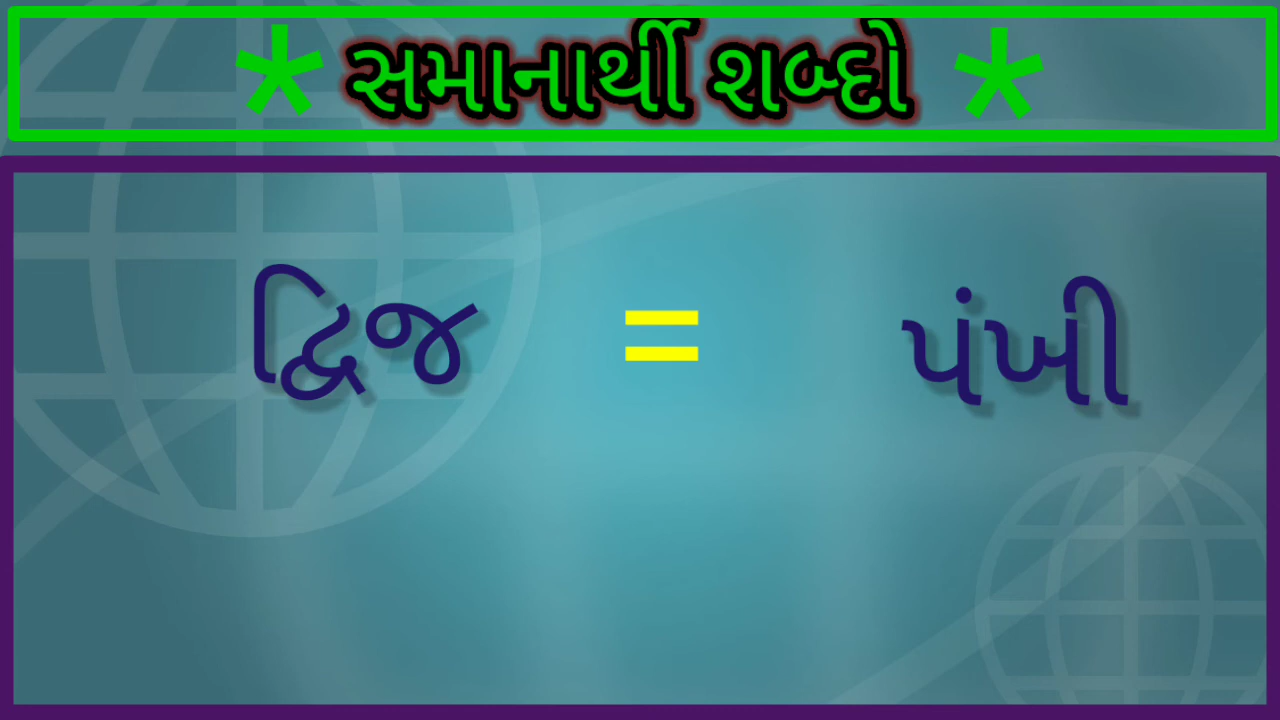 * સમાનાર્થી શબ્દો *
દ્વિજ = પંખી